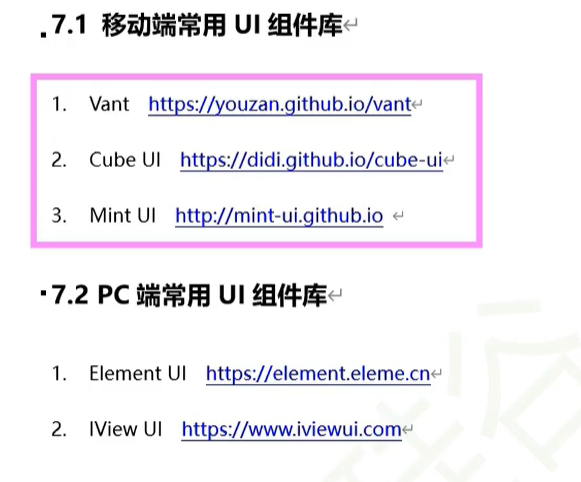 7.1 移动端常用 UI 组件库
1. Vant https://youzan.github.io/vant
2. Cube UI https://didi.github.io/cube-ui
3. Mint UI http://mint-ui.github.io
7.2 PC 端常用 UI 组件库
1. Element UI https://element.eleme.cn
2. IView UI https://www.iviewui.com